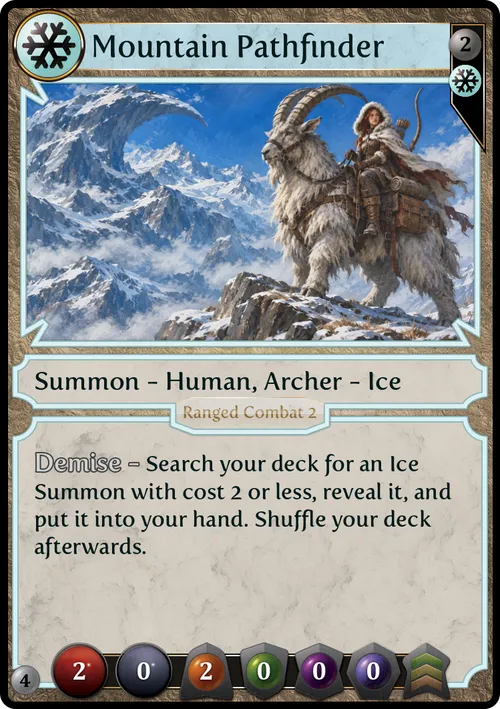 Mountain Pathfinder
2
Summon – Human, Archer – Ice
Ranged Combat 2
Demise – Search your deck for an Ice
Summon with cost 2 or less, reveal it, and
put it into your hand. Shuffle your deck
afterwards.
4 2* 0* 2 0 0 0